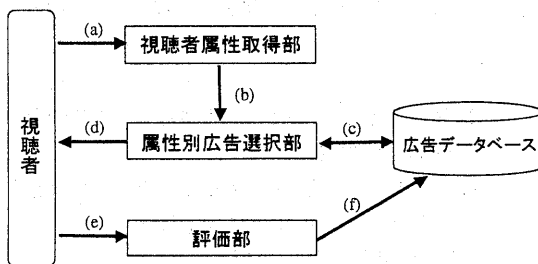 (a)
視聴者属性取得部
(b)
視聴者
(d)
属性別広告選択部
(c)
広告データベース
(e)
評価部
(f)